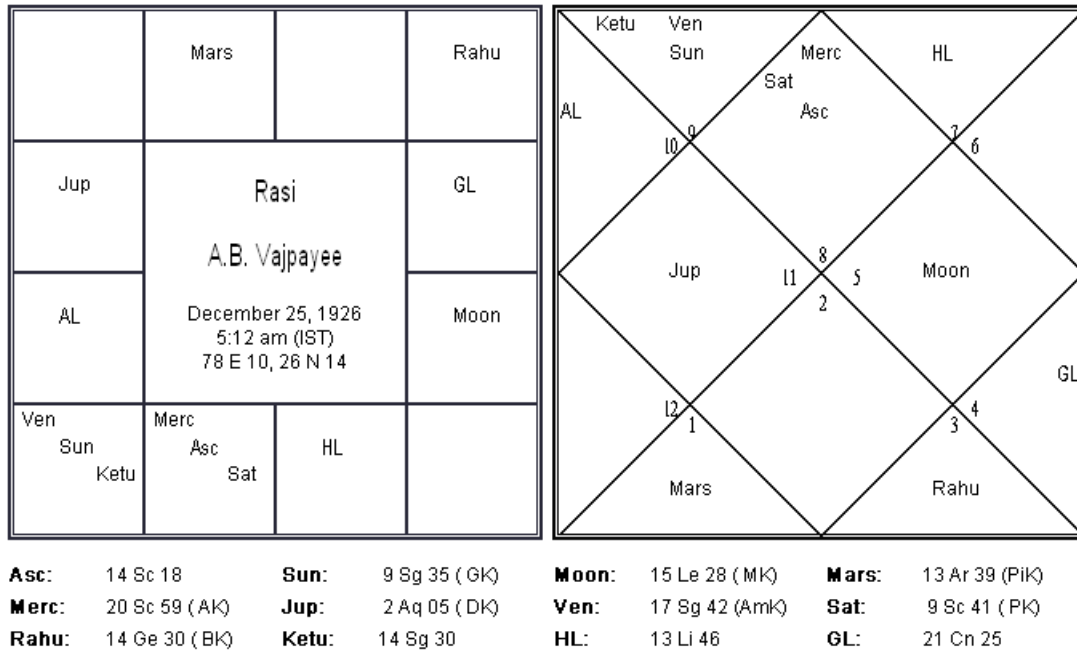 Mars
Rahu
Jup
GL
Rasi
A.B. Vajpayee
December 25, 1926
5:12 am (IST)
78 E 10, 26 N 14
AL
Moon
Ven
Sun
Ketu
Merc
Asc
Sat
HL
Ketu Ven
Sun
Merc
Sat
Asc
HL
AL
9
10
7
6
Jup
8
11
5
2
Moon
GL
12
1
4
3
Mars
Rahu
Asc: 14 Sc 18 Sun: 9 Sg 35 (GK) Moon: 15 Le 28 (MK) Mars: 13 Ar 39 (PiK)
Merc: 20 Sc 59 (AK) Jup: 2 Aq 05 (DK) Ven: 17 Sg 42 (AmK) Sat: 9 Sc 41 (PK)
Rahu: 14 Ge 30 (BK) Ketu: 14 Sg 30 HL: 13 Li 46 GL: 21 Cn 25